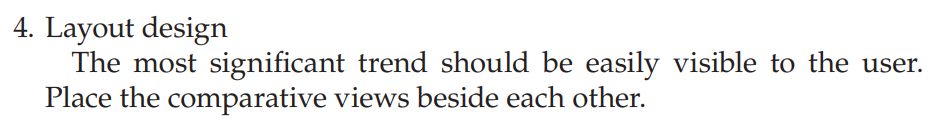 4. Layout design
The most significant trend should be easily visible to the user.
Place the comparative views beside each other.